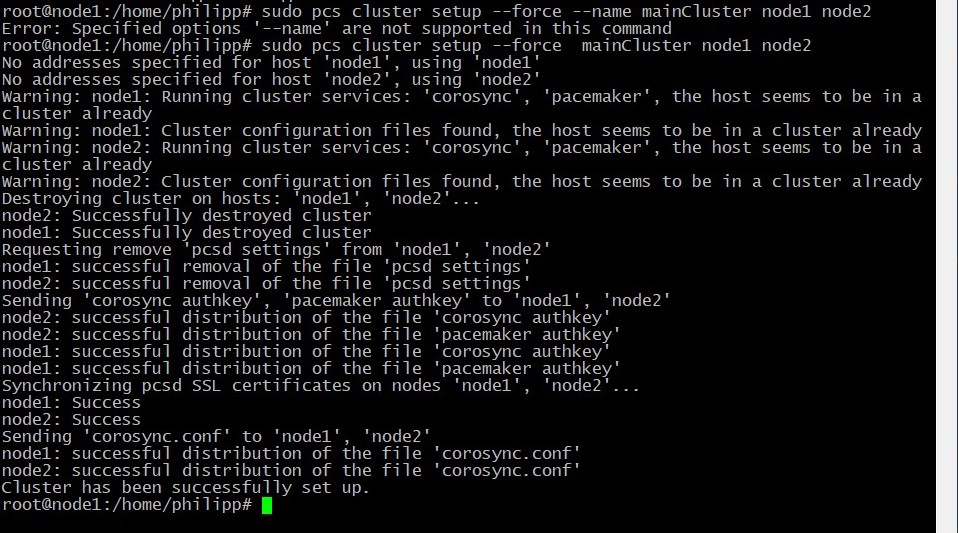 root@node1:/home/philipp# sudo pcs cluster setup --force --name mainCluster node1 node2
Error: Specified options '--name' are not supported in this command
root@node1:/home/philipp# sudo pcs cluster setup --force  mainCluster node1 node2
No addresses specified for host 'node1', using 'node1'
No addresses specified for host 'node2', using 'node2'
Warning: node1: Running cluster services: 'corosync', 'pacemaker', the host seems to be in a
cluster already
Warning: node1: Cluster configuration files found, the host seems to be in a cluster already
Warning: node2: Running cluster services: 'corosync', 'pacemaker', the host seems to be in a
cluster already
Warning: node2: Cluster configuration files found, the host seems to be in a cluster already
Destroying cluster on hosts: 'node1', 'node2'...
node2: Successfully destroyed cluster
node1: Successfully destroyed cluster
Requesting remove 'pcsd settings' from 'node1', 'node2'
node1: successful removal of the file 'pcsd settings'
node2: successful removal of the file 'pcsd settings'
Sending 'corosync authkey', 'pacemaker authkey' to 'node1', 'node2'
node2: successful distribution of the file 'corosync authkey'
node2: successful distribution of the file 'pacemaker authkey'
node1: successful distribution of the file 'corosync authkey'
node1: successful distribution of the file 'pacemaker authkey'
Synchronizing pcsd SSL certificates on nodes 'node1', 'node2'...
node1: Success
node2: Success
Sending 'corosync.conf' to 'node1', 'node2'
node1: successful distribution of the file 'corosync.conf'
node2: successful distribution of the file 'corosync.conf'
Cluster has been successfully set up.
root@node1:/home/philipp#